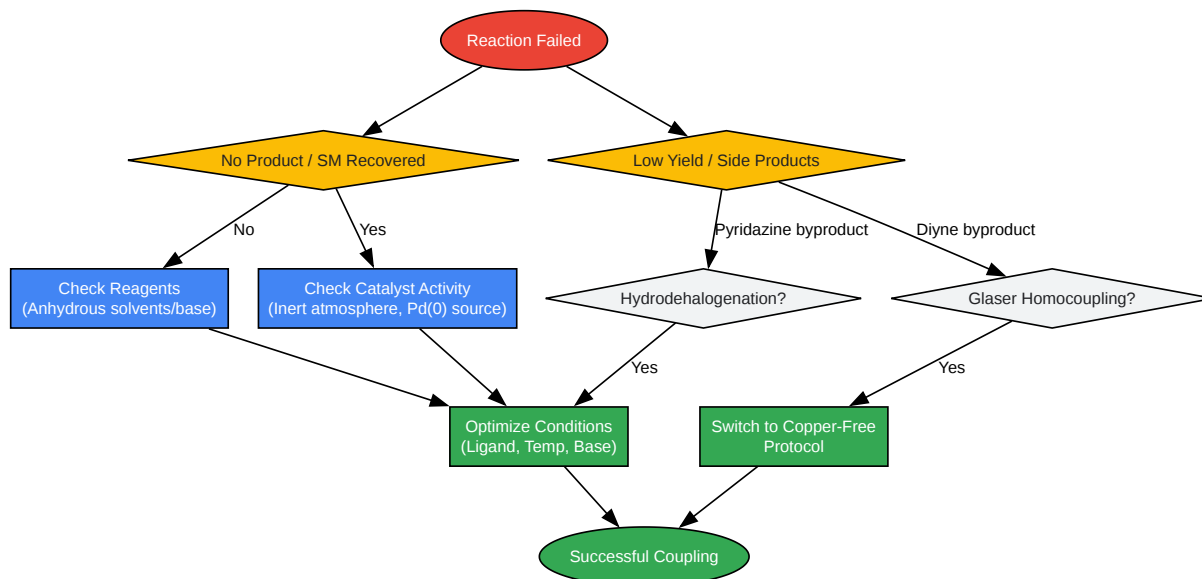 Reaction Failed
No Product / SM Recovered
Low Yield / Side Products
No
Yes
Pyridazine byproduct
Diyne byproduct
Check Reagents
(Anhydrous solvents/base)
Check Catalyst Activity
(Inert atmosphere, Pd(0) source)
Hydrodehalogenation?
Glaser Homocoupling?
Yes
Yes
Optimize Conditions
(Ligand, Temp, Base)
Switch to Copper-Free
Protocol
Successful Coupling